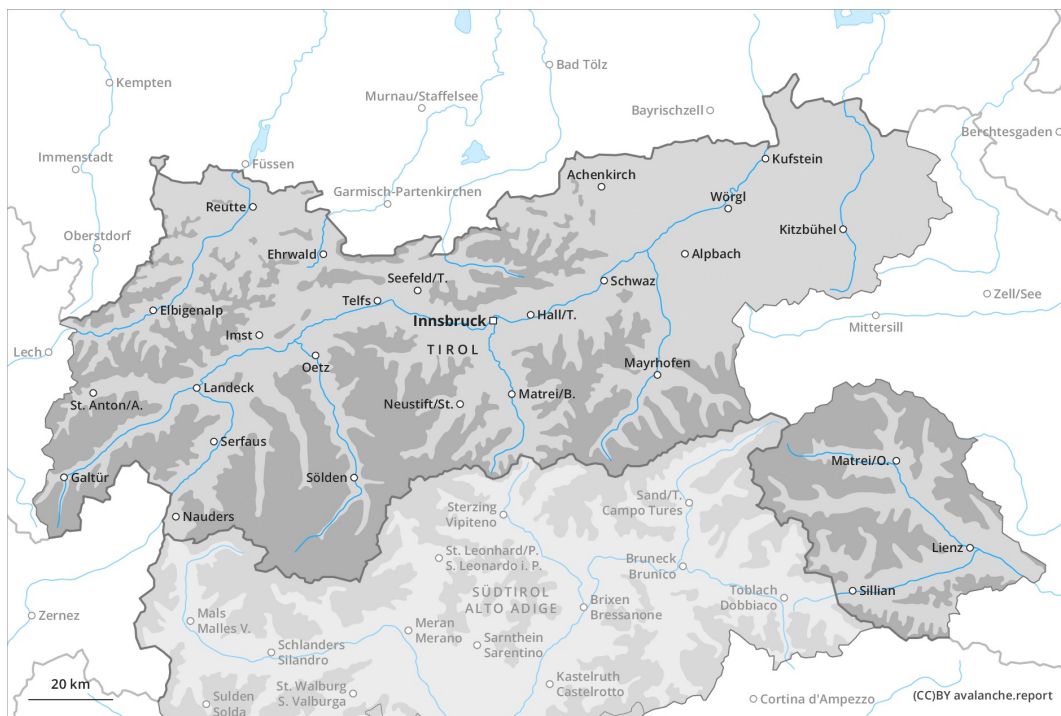 Bad Tölz
Kempten
Murnau/Staffelsee
Bayrischzell
Berchtesgaden
Immenstadt
Füssen
Kufstein
Achenkirch
Garmisch-Partenkirchen
Reutte
Wörgl
Oberstdorf
Kitzbühel
Ehrwald
Alpbach
Seefeld/T.
Schwaz
Zell/See
Telfs
Elbigenalp
Hall/T.
Innsbruck
Mittersill
Imst
TIROL
Lech
Oetz
Mayrhofen
Landeck
St. Anton/A.
Matrei/B.
Neustift/St.
Serfaus
Matrei/O.
Galtür
Sölden
Sand/T.
Campo Tures
Sterzing
Vipiteno
Nauders
Lienz
St. Leonhard/P.
S. Leonardo i. P.
Bruneck
Brunico
Sillian
SÜDTIROL
ALTO ADIGE
Toblach
Dobbiaco
Brixen
Bressanone
Zernez
Mals
Malles V.
Meran
Merano
Sarnthein
Sarentino
Schlanders
Silandro
Kastelruth
Castelrotto
20 km
St. Walburg
S. Valburga
Sulden
Solda
Cortina d'Ampezzo
(CC)BY avalanche.report